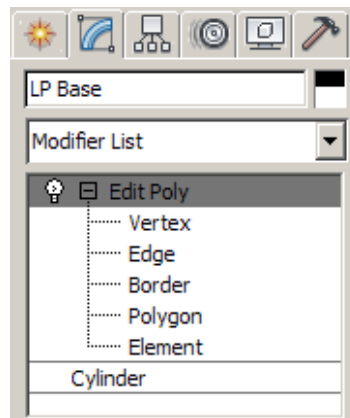 LP Base
Modifier List
Edit Poly
Vertex
Edge
Border
Polygon
Element
Cylinder